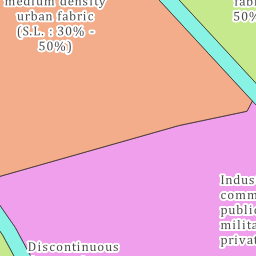 medium density
urban fabric
(S.L. : 30% -
50%)
fab
50%
Indus
comm
public
milita
privat
Discontinuous